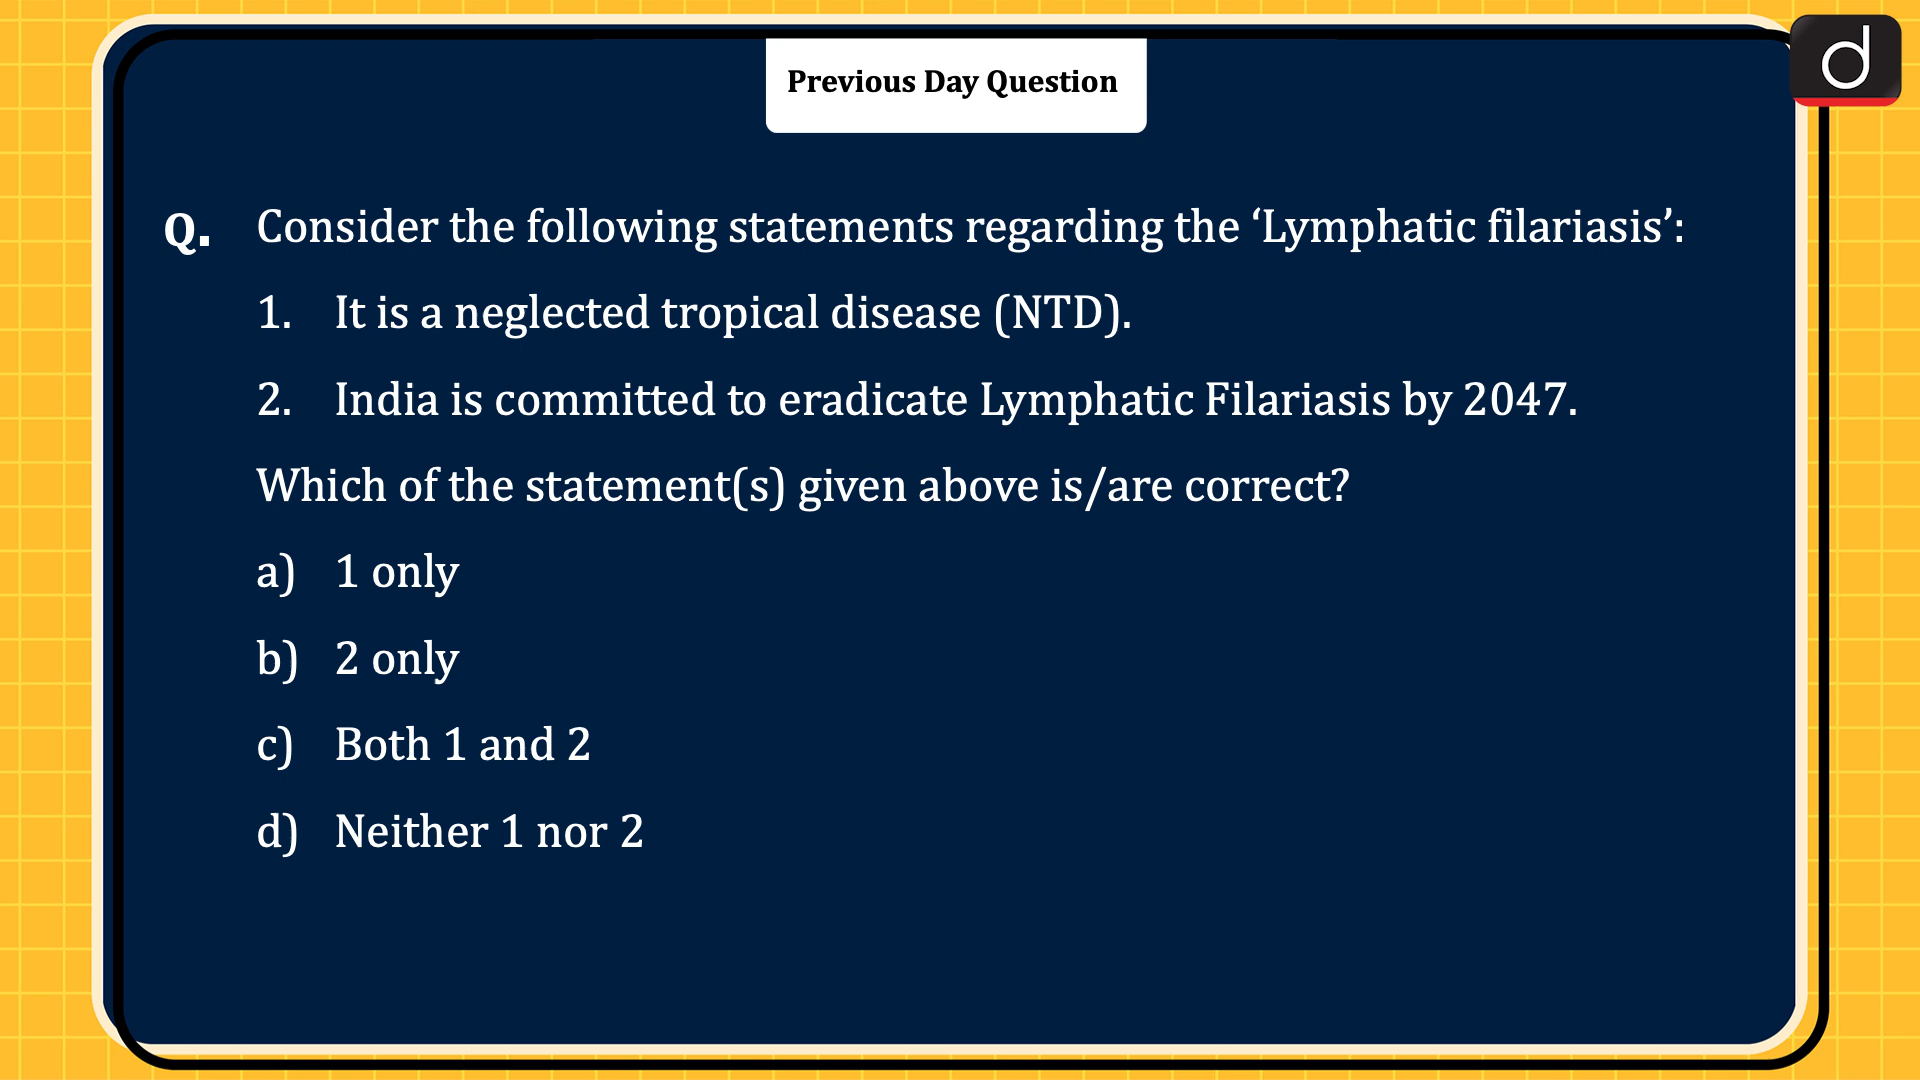 Previous Day Question
d
Q. Consider the following statements regarding the ‘Lymphatic filariasis’:
1. It is a neglected tropical disease (NTD).
2. India is committed to eradicate Lymphatic Filariasis by 2047.
Which of the statement(s) given above is/are correct?
a) 1 only
b) 2 only
c) Both 1 and 2
d) Neither 1 nor 2